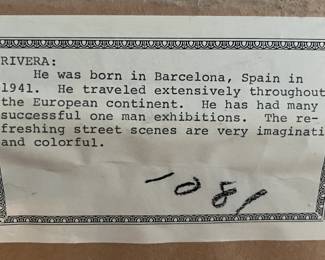 RIVERA:
He was born in Barcelona, Spain in
1941. He traveled extensively throughout
the European continent. He has had many
successful one man exhibitions. The re-
freshing street scenes are very imaginati
and colorful.
1081